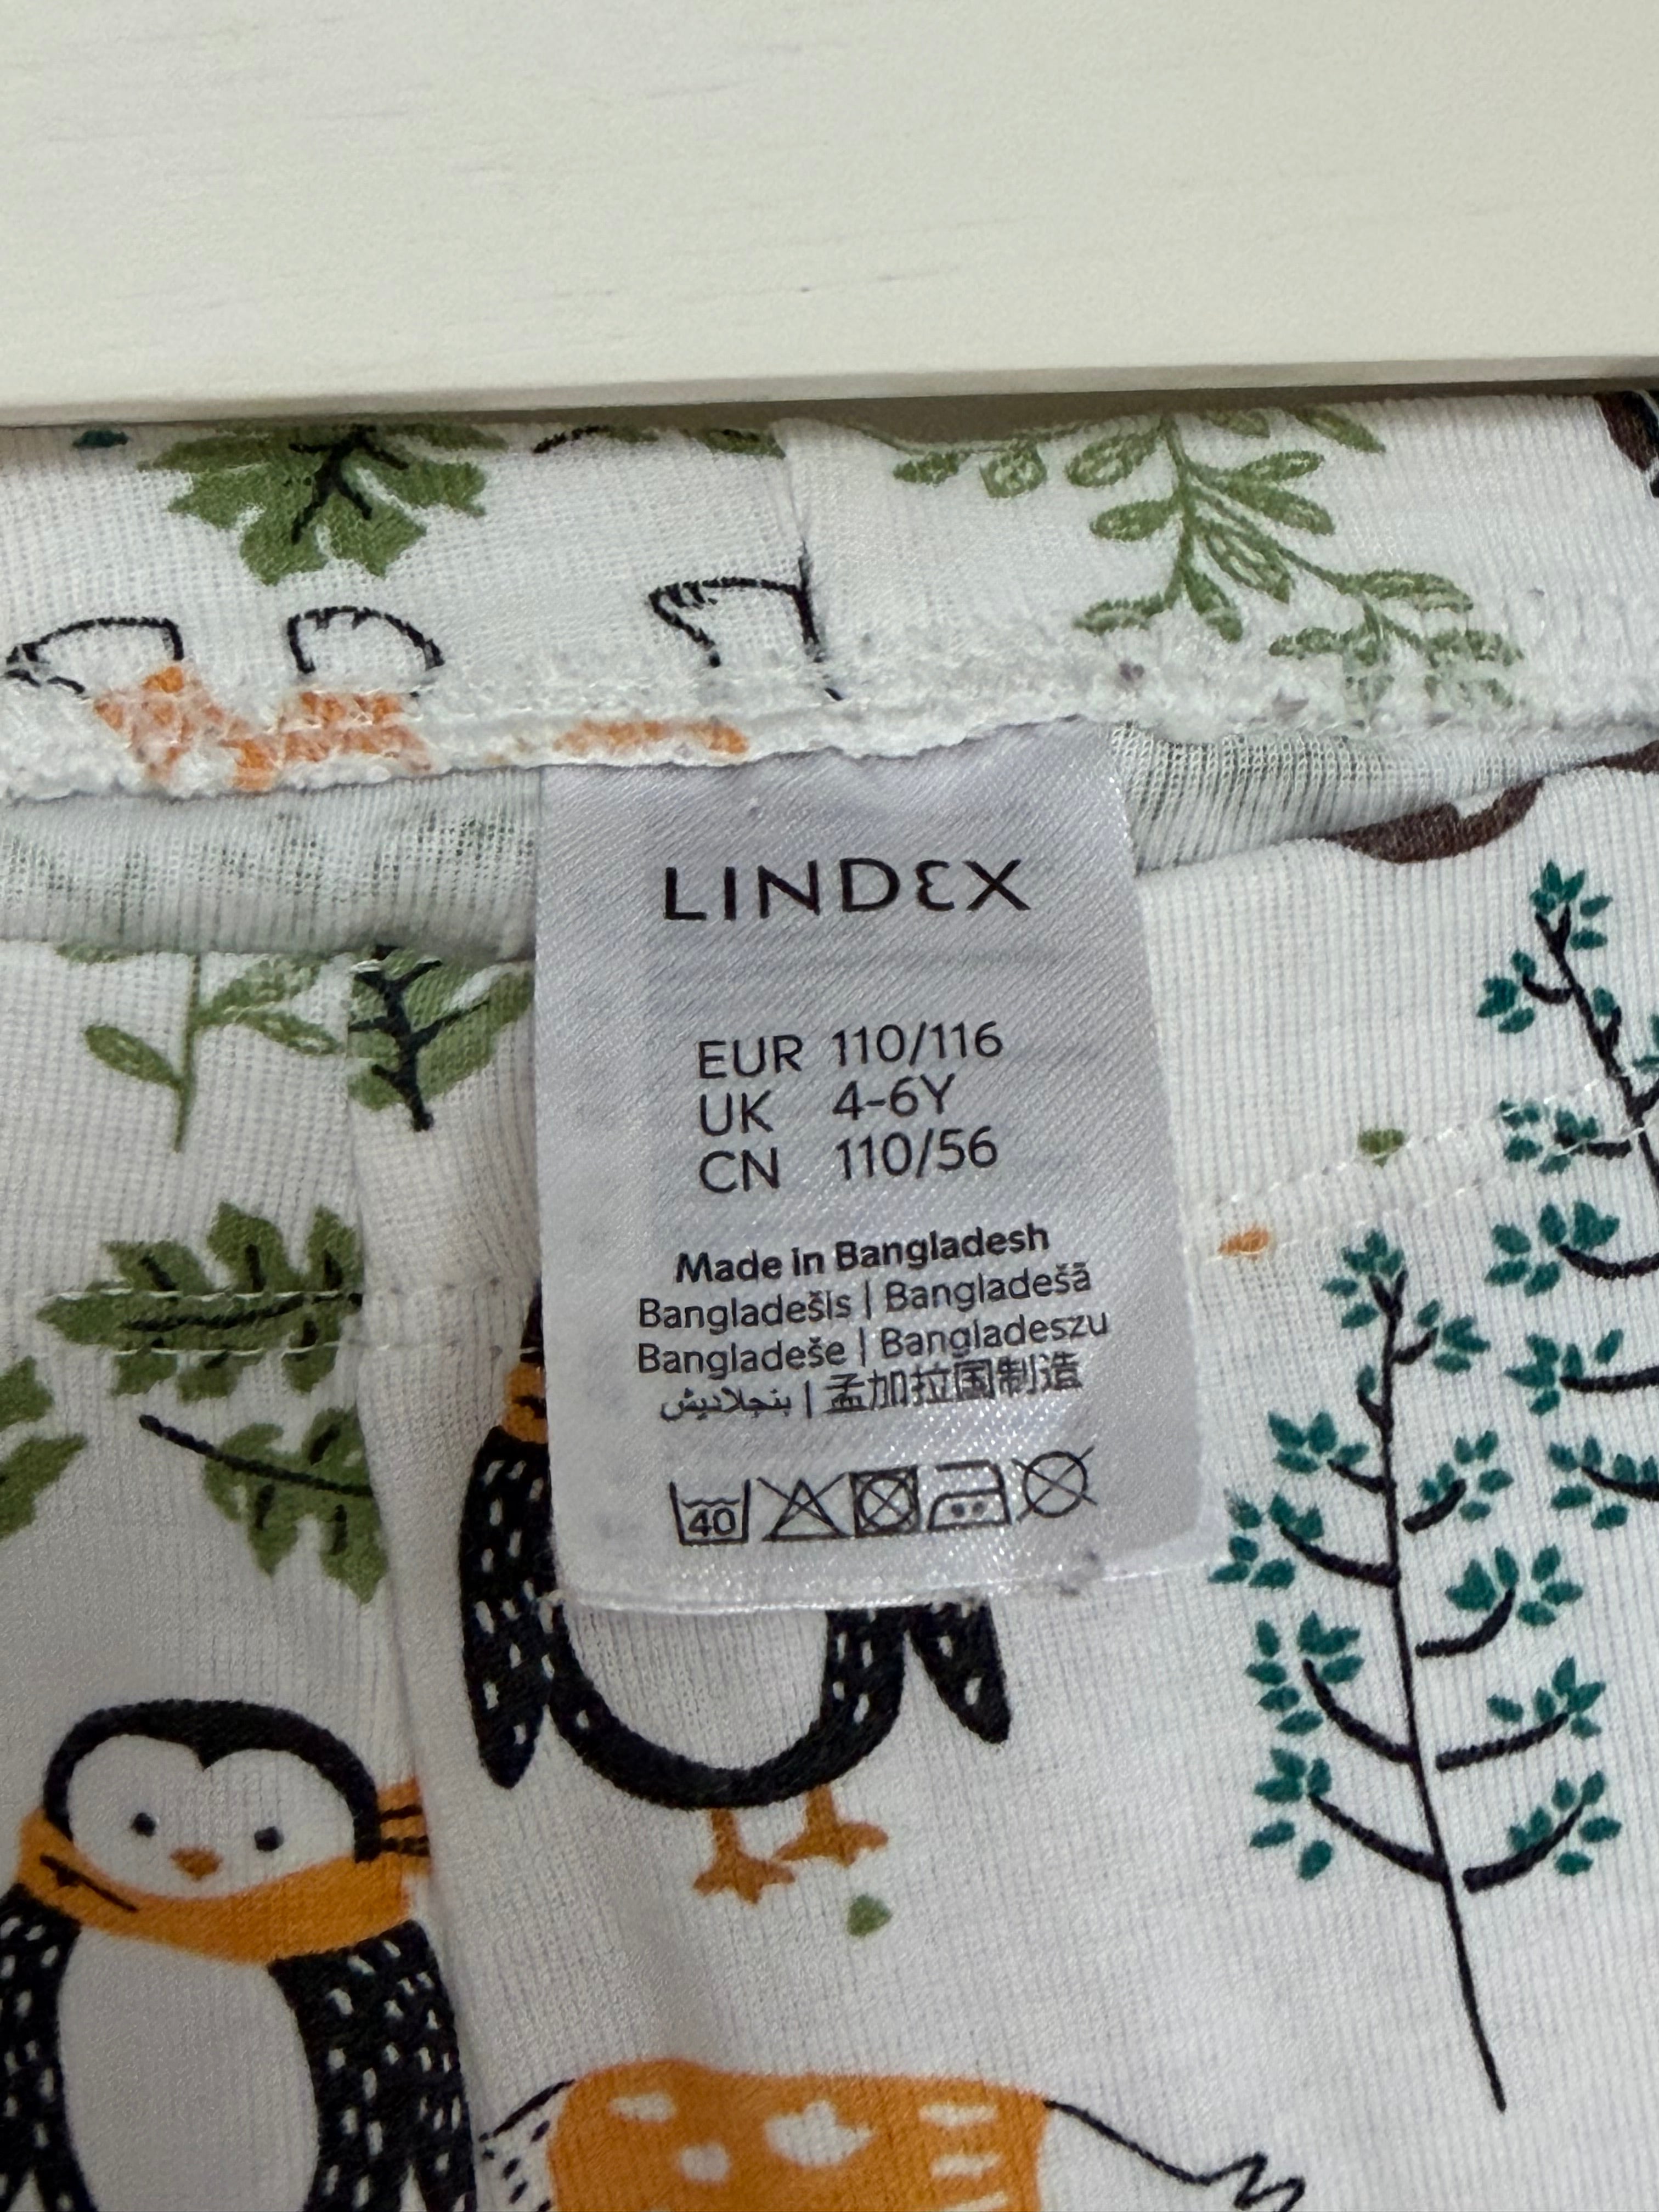 LINDEX
EUR 110/116
UK 4-6Y
CN 110/56
Made in Bangladesh
Bangladešis | Bangladešā
Bangladeše | Bangladeszu
بنجلاديش | 孟加拉国制造
40